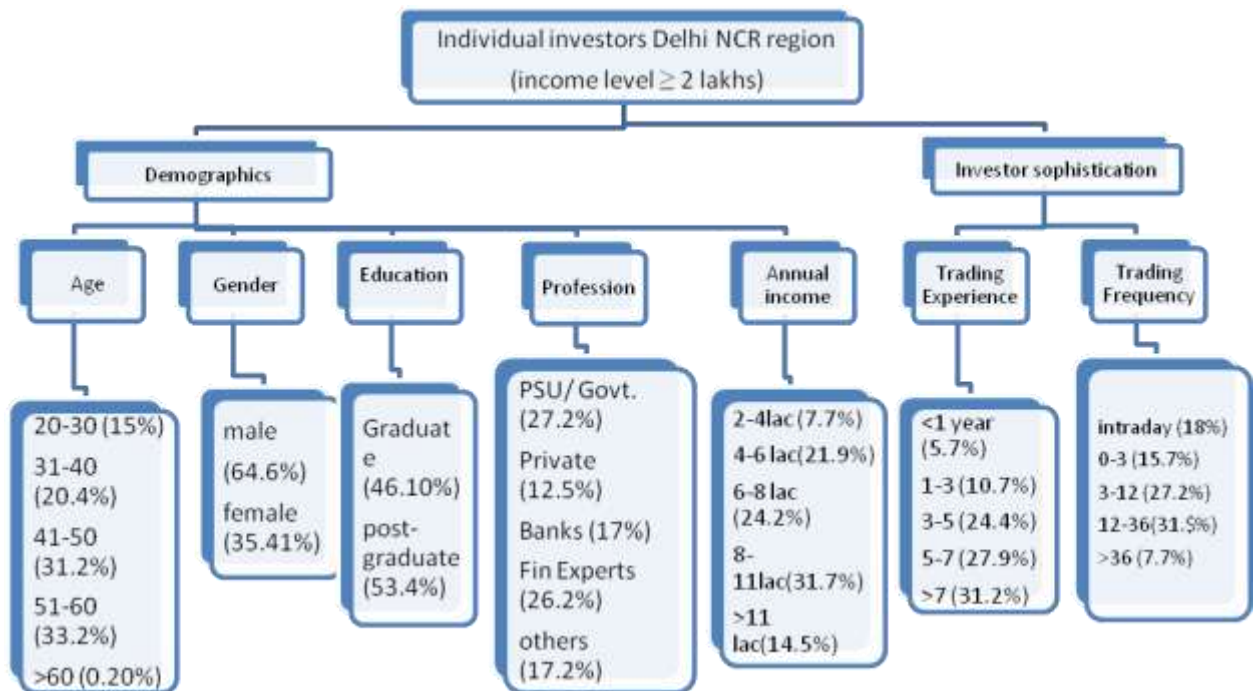 Individual investors Delhi NCR region
(income level ≥ 2 lakhs)
Demographics
Investor sophistication
Age
Gender
Education
Profession
Annual
income
Trading
Experience
Trading
Frequency
20-30 (15%)
31-40
(20.4%)
41-50
(31.2%)
51-60
(33.2%)
>60 (0.20%)
male
(64.6%)
female
(35.41%)
Graduat
e
(46.10%)
post-
graduate
(53.4%)
PSU/ Govt.
(27.2%)
Private
(12.5%)
Banks (17%)
Fin Experts
(26.2%)
others
(17.2%)
2-4lac (7.7%)
4-6 lac(21.9%)
6-8 lac
(24.2%)
8-
11lac(31.7%)
>11
lac(14.5%)
<1 year
(5.7%)
1-3 (10.7%)
3-5 (24.4%)
5-7 (27.9%)
>7 (31.2%)
intraday (18%)
0-3 (15.7%)
3-12 (27.2%)
12-36(31.$%)
>36 (7.7%)